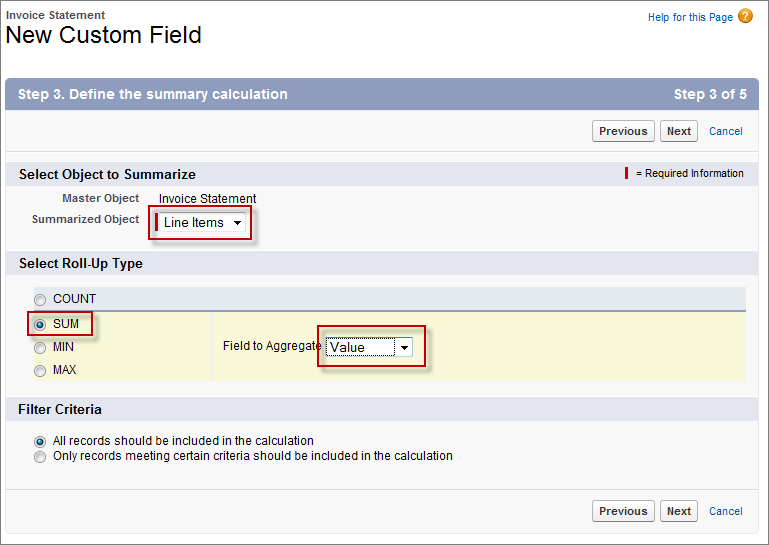 Invoice Statement
Help for this Page ?
New Custom Field
Step 3. Define the summary calculation Step 3 of 5
Previous Next Cancel
Select Object to Summarize = Required Information
Master Object Invoice Statement
Summarized Object Line Items
Select Roll-Up Type
COUNT
SUM
MIN Field to Aggregate Value
MAX
Filter Criteria
All records should be included in the calculation
Only records meeting certain criteria should be included in the calculation
Previous Next Cancel